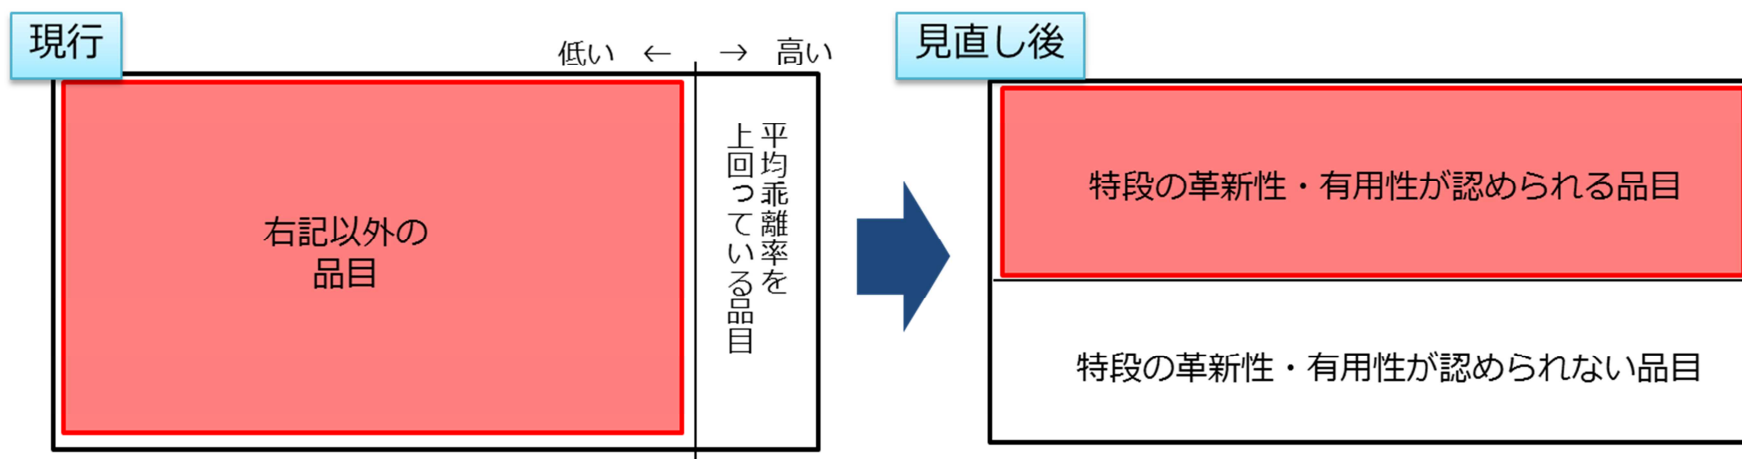 現行
低い ← → 高い
右記以外の
品目
平均乖離率を
上回っている品目
見直し後
特段の革新性・有用性が認められる品目
特段の革新性・有用性が認められない品目